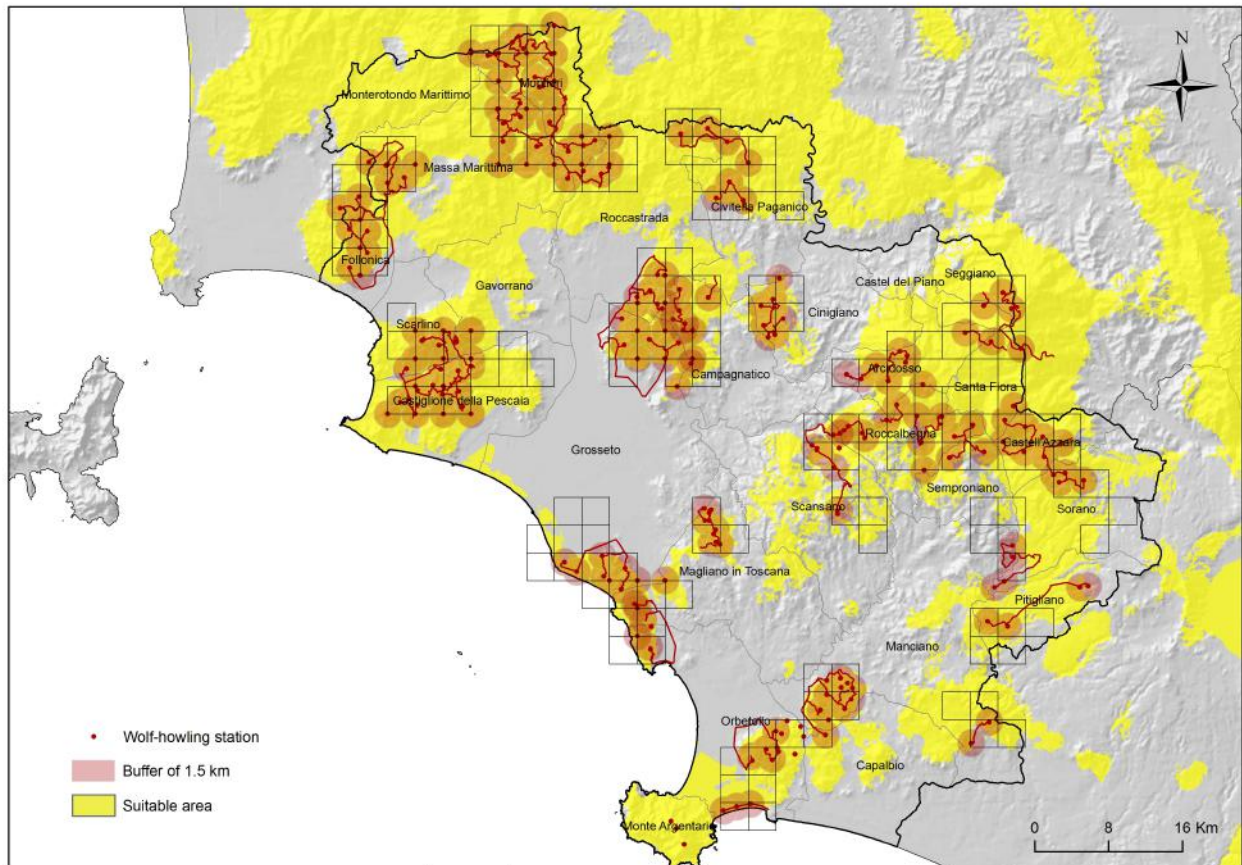 N
Montieri
Monterotondo Marittimo
Massa Marittima
Civitella Paganico
Roccastrada
Follonica
Seggiano
Castel del Piano
Gavorrano
Cinigiano
Scarlino
Campagnatico
Arcidosso
Santa Fiora
Castiglione della Pescaia
Roccalbegna
Castell'Azzara
Grosseto
Semproniano
Scansano
Sorano
Magliano in Toscana
Pitigliano
Manciano
Orbetello
Wolf-howling station
Buffer of 1.5 km
Capalbio
Suitable area
Monte Argentario
0 8 16 Km